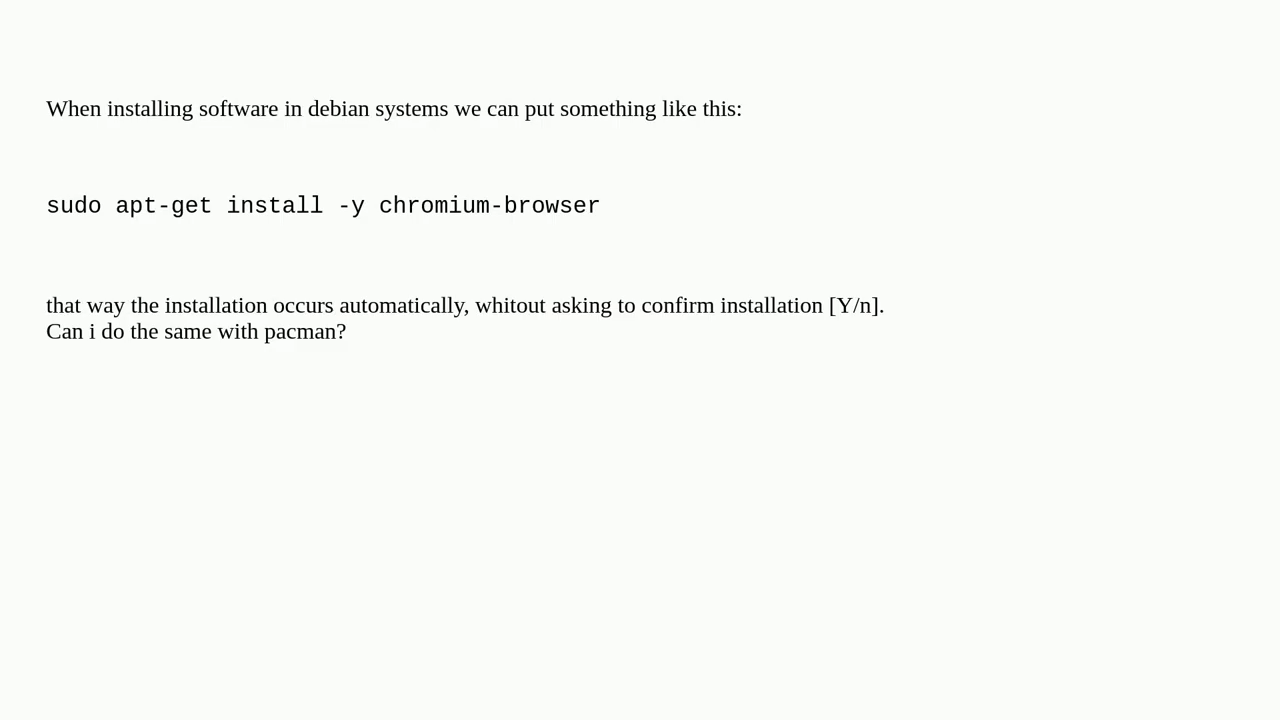 When installing software in debian systems we can put something like this:
sudo apt-get install -y chromium-browser
that way the installation occurs automatically, whitout asking to confirm installation [Y/n].
Can i do the same with pacman?